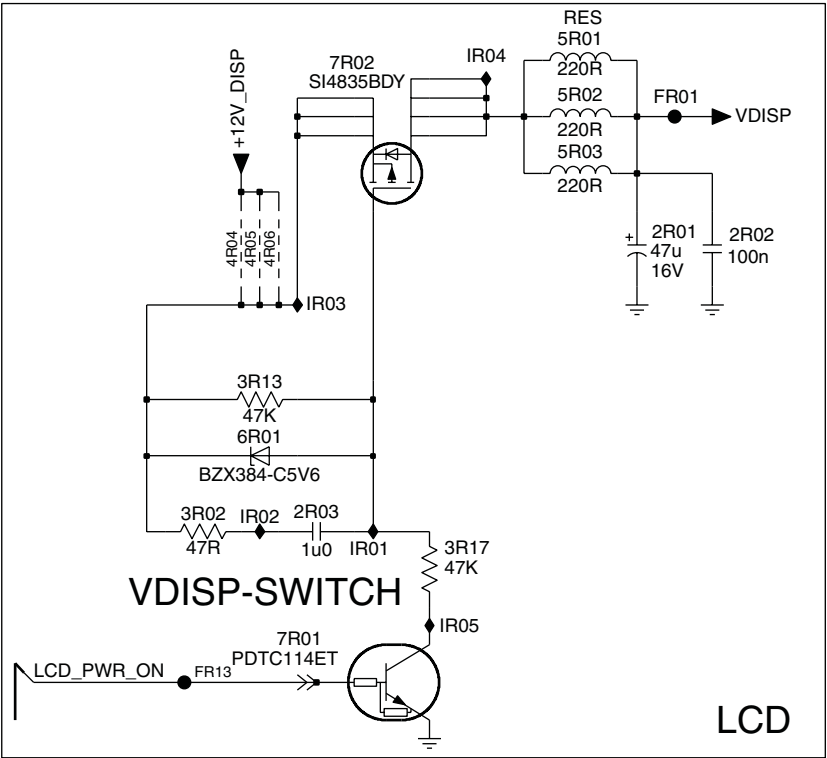 RES
5R01
220R
5R02
220R
5R03
220R
IR04
7R02
SI4835BDY
+12V_DISP
FR01
VDISP
4R04
4R05
4R06
2R01
47u
16V
+
2R02
100n
IR03
3R13
47K
6R01
BZX384-C5V6
3R02
47R
IR02
2R03
1u0
IR01
3R17
47K
VDISP-SWITCH
IR05
7R01
PDTC114ET
LCD_PWR_ON
FR13
LCD